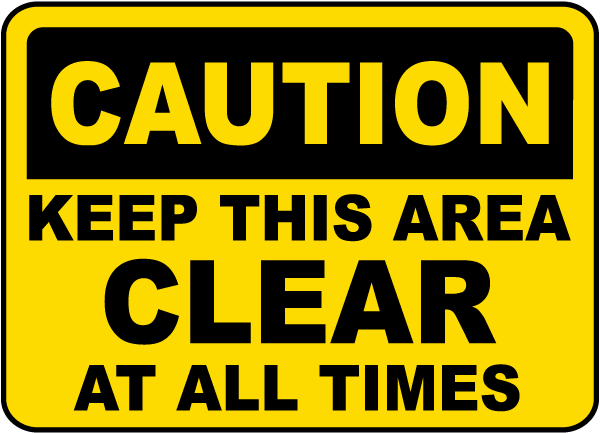 CAUTION
KEEP THIS AREA
CLEAR
AT ALL TIMES